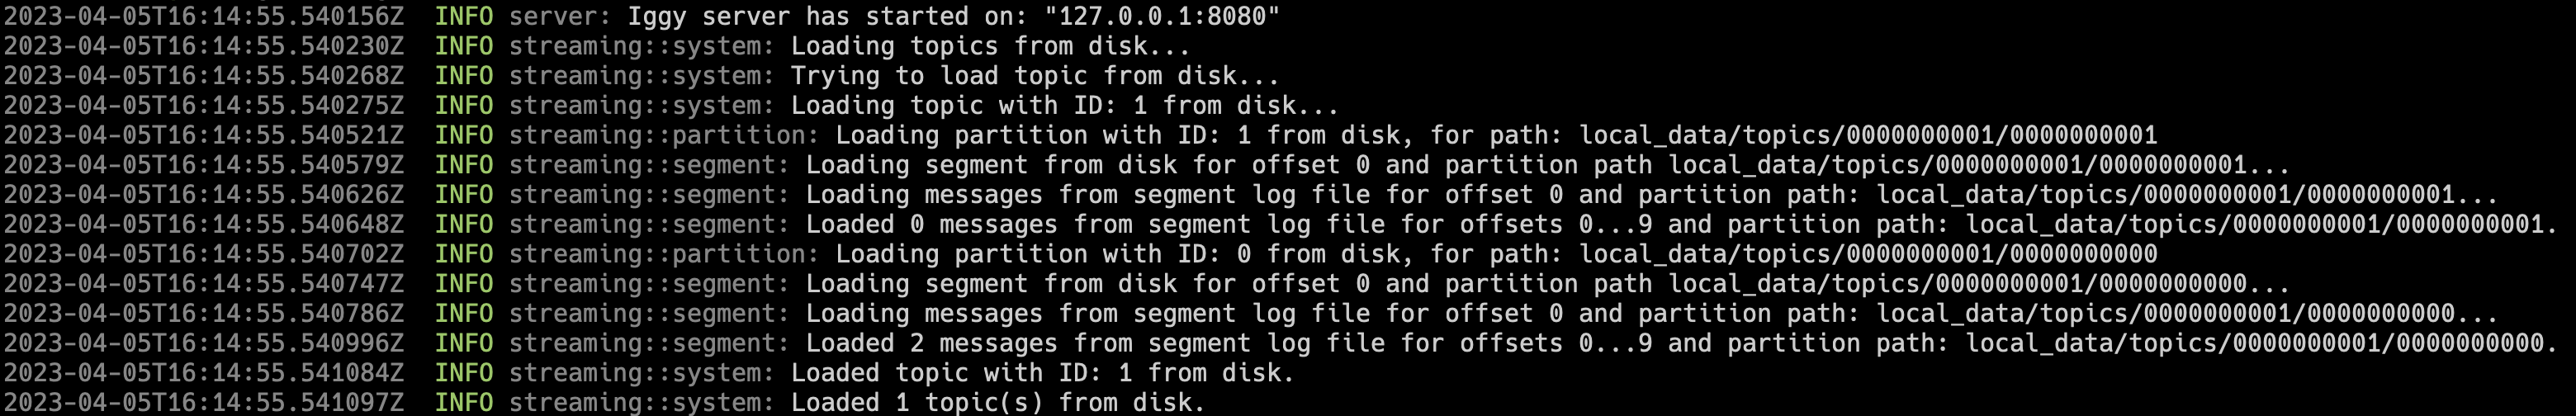 2023-04-05T16:14:55.540156Z  INFO server: Iggy server has started on: "127.0.0.1:8080"
2023-04-05T16:14:55.540230Z  INFO streaming::system: Loading topics from disk...
2023-04-05T16:14:55.540268Z  INFO streaming::system: Trying to load topic from disk...
2023-04-05T16:14:55.540275Z  INFO streaming::system: Loading topic with ID: 1 from disk...
2023-04-05T16:14:55.540521Z  INFO streaming::partition: Loading partition with ID: 1 from disk, for path: local_data/topics/0000000001/0000000001
2023-04-05T16:14:55.540579Z  INFO streaming::segment: Loading segment from disk for offset 0 and partition path local_data/topics/0000000001/0000000001...
2023-04-05T16:14:55.540626Z  INFO streaming::segment: Loading messages from segment log file for offset 0 and partition path: local_data/topics/0000000001/0000000001...
2023-04-05T16:14:55.540648Z  INFO streaming::segment: Loaded 0 messages from segment log file for offsets 0...9 and partition path: local_data/topics/0000000001/0000000001.
2023-04-05T16:14:55.540702Z  INFO streaming::partition: Loading partition with ID: 0 from disk, for path: local_data/topics/0000000001/0000000000
2023-04-05T16:14:55.540747Z  INFO streaming::segment: Loading segment from disk for offset 0 and partition path local_data/topics/0000000001/0000000000...
2023-04-05T16:14:55.540786Z  INFO streaming::segment: Loading messages from segment log file for offset 0 and partition path: local_data/topics/0000000001/0000000000...
2023-04-05T16:14:55.540996Z  INFO streaming::segment: Loaded 2 messages from segment log file for offsets 0...9 and partition path: local_data/topics/0000000001/0000000000.
2023-04-05T16:14:55.541084Z  INFO streaming::system: Loaded topic with ID: 1 from disk.
2023-04-05T16:14:55.541097Z  INFO streaming::system: Loaded 1 topic(s) from disk.